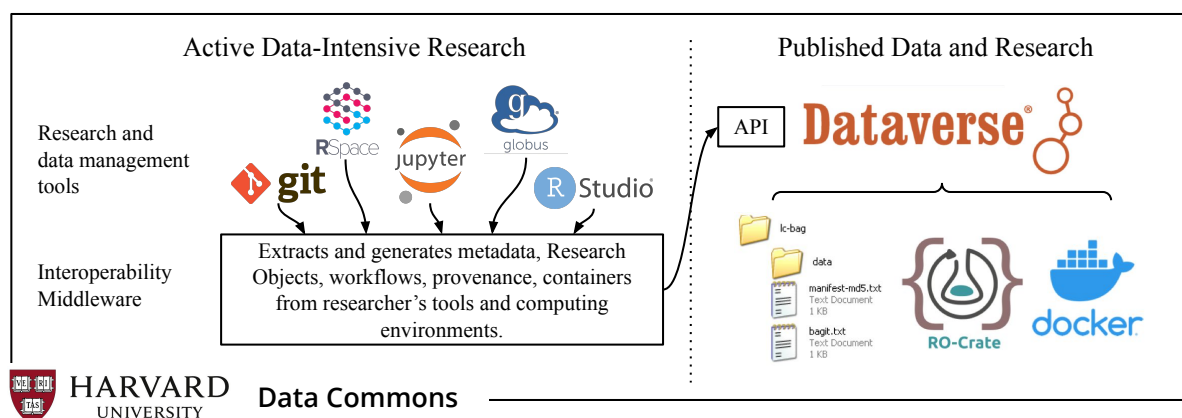 Active Data-Intensive Research
Published Data and Research
Research and
data management
tools
RSpace
jupyter
g
globus
git
R Studio®
API
Dataverse®
Interoperability
Middleware
Extracts and generates metadata, Research
Objects, workflows, provenance, containers
from researcher’s tools and computing
environments.
lc-bag
data
manifest-md5.txt
Text Document
1 KB
bagit.txt
Text Document
1 KB
RO-Crate
docker
VE RI
TAS
HARVARD
UNIVERSITY
Data Commons